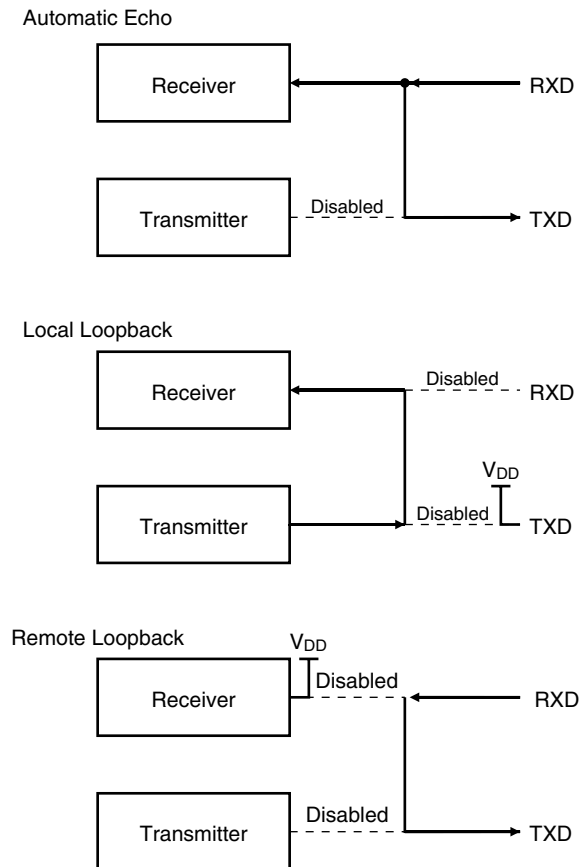 Automatic Echo
Receiver
RXD
Transmitter
Disabled
TXD
Local Loopback
Receiver
Disabled
RXD
VDD
Transmitter
Disabled
TXD
Remote Loopback
VDD
Receiver
Disabled
RXD
Transmitter
Disabled
TXD